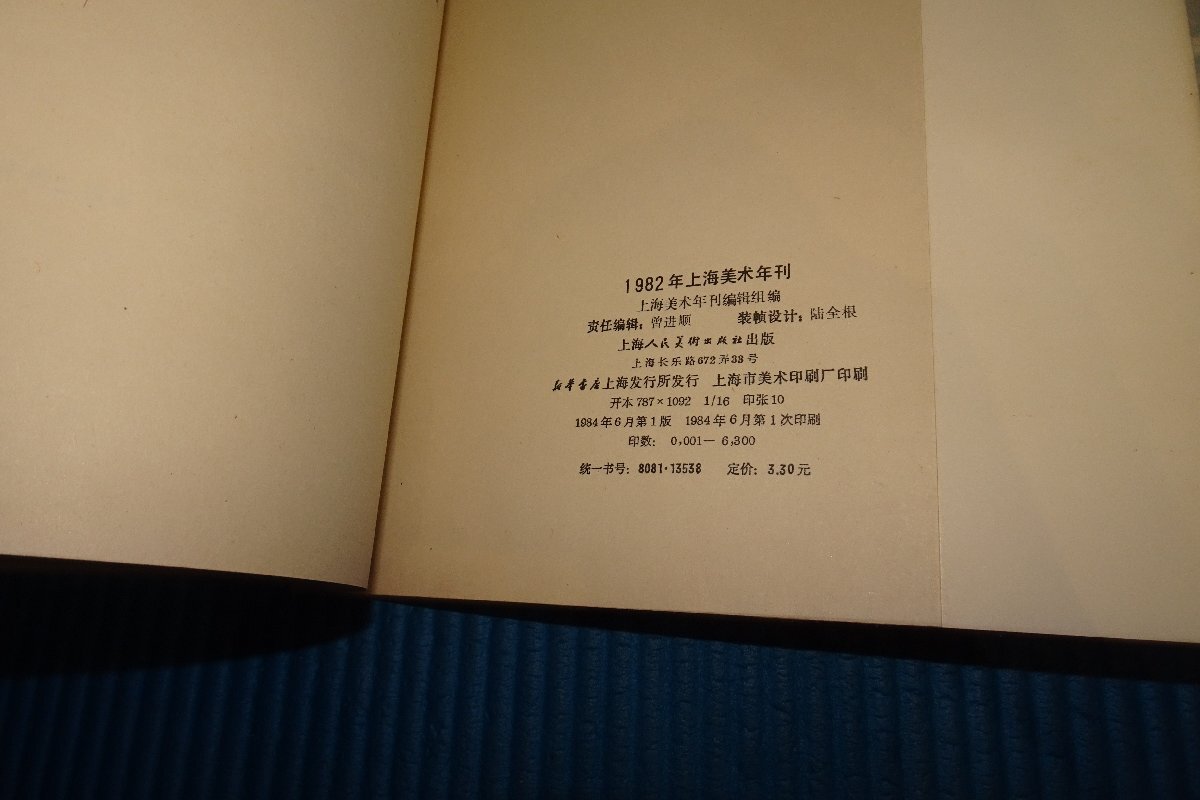 1982年上海美术年刊
上海美术年刊编辑组编
责任编辑：曾进顺 装帧设计：陆全根
上海人民美術出版社出版
上海长乐路672弄33号
新华书店上海发行所发行 上海市美术印刷厂印刷
开本 787×1092 1/16 印张10
1984年6月第1版 1984年6月第1次印刷
印数：0,001—6,300
统一书号：8081·13538 定价：3.30元